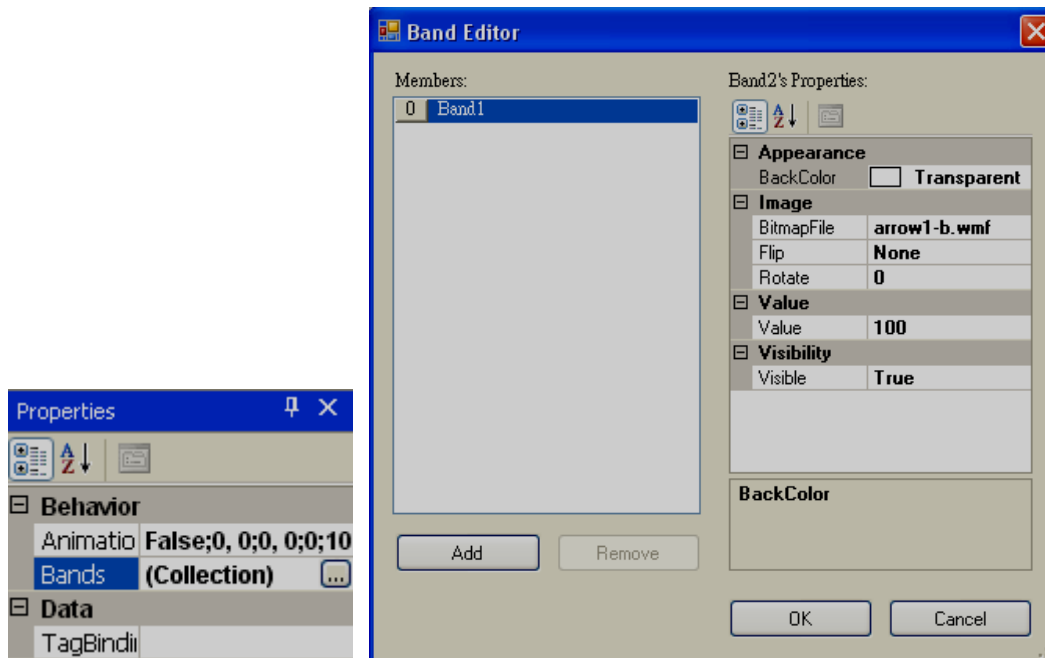 Properties
Behavior
Animatio False;0, 0;0, 0;0;10
Bands (Collection) ...
Data
TagBindi
Band Editor
Members:
0 Band1
Add Remove
Band2's Properties:
Appearance
BackColor Transparent
Image
BitmapFile arrow1-b.wmf
Flip None
Rotate 0
Value
Value 100
Visibility
Visible True
BackColor
OK Cancel